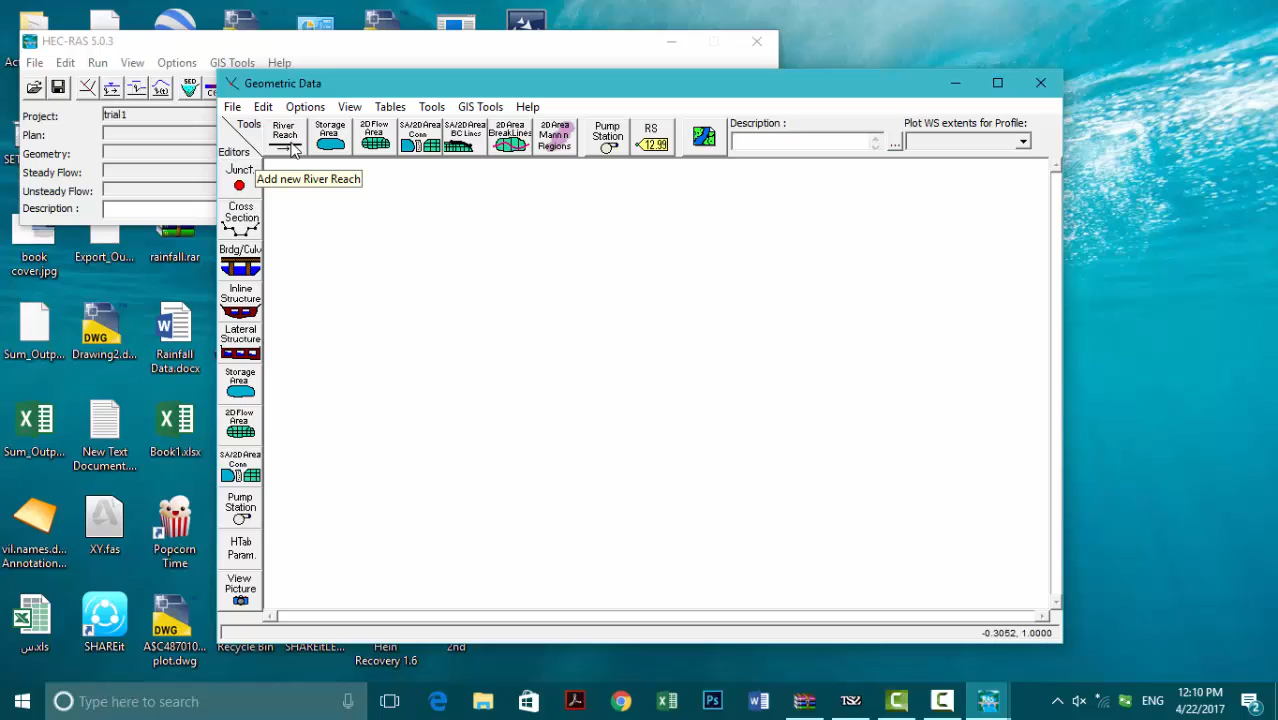 HEC-RAS 5.0.3
File Edit Run View Options GIS Tools Help
SED
Project: trial1
Plan:
Geometry:
Steady Flow:
Unsteady Flow:
Description :
Geometric Data
File Edit Options View Tables Tools GIS Tools Help
Tools
Editors
River
Reach
Storage
Area
2D Flow
Area
SA/2D Area
Conn
SA/2D Area
BC Lines
2D Area
BreakLines
2D Area
Mann n
Regions
Pump
Station
RS
12.99
Description :
...
Plot WS extents for Profile:
Add new River Reach
Junct.
Cross
Section
Brdg/Culv
Inline
Structure
Lateral
Structure
Storage
Area
2D Flow
Area
SA/2D Area
Conn
Pump
Station
HTab
Param.
View
Picture
-0.3052, 1.0000
book
cover.jpg
Export_Ou...
rainfall.rar
Sum_Outp...
DWG
Drawing2.d...
Rainfall
Data.docx
Sum_Outp...
New Text
Document....
Book1.xlsx
vil.names.d...
Annotation...
XY.fas
Popcorn
Time
س.xls
SHAREit
DWG
A$C487010...
plot.dwg
Recycle Bin
SHAREitLE...
Hein
Recovery 1.6
2nd
Type here to search
TSZ
ENG
12:10 PM
4/22/2017
2